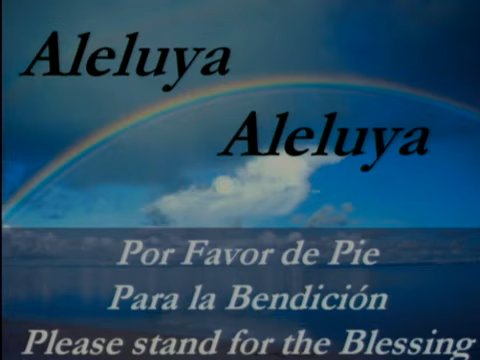 Aleluya
Aleluya
Por Favor de Pie
Para la Bendición
Please stand for the Blessing